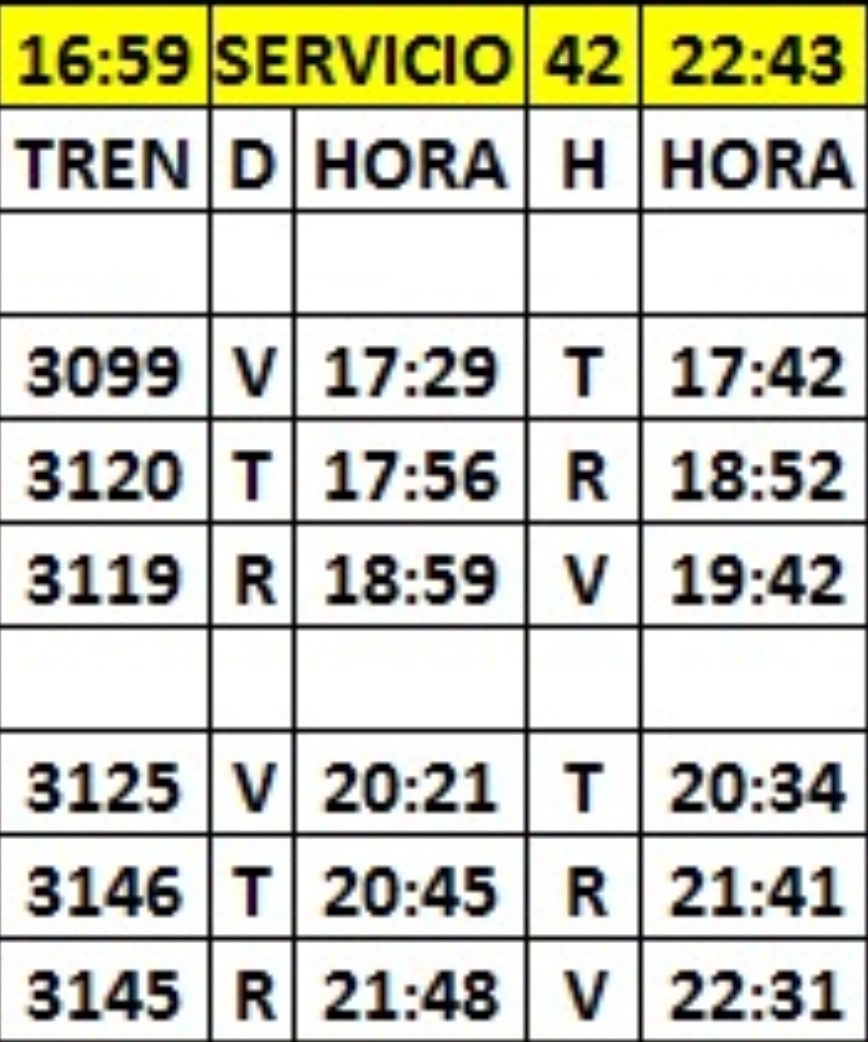 16:59 SERVICIO 42 22:43
TREN D HORA H HORA
3099 V 17:29 T 17:42
3120 T 17:56 R 18:52
3119 R 18:59 V 19:42
3125 V 20:21 T 20:34
3146 T 20:45 R 21:41
3145 R 21:48 V 22:31